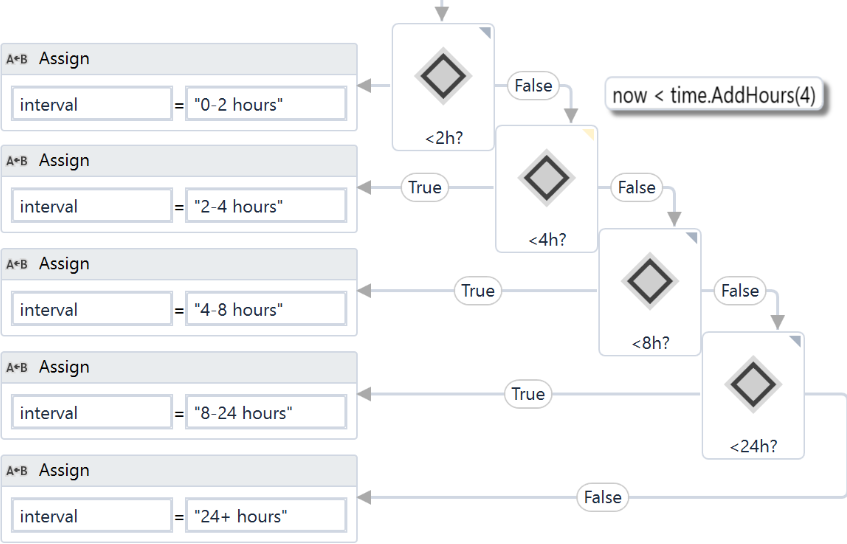 A←B Assign
interval = "0-2 hours"
False
<2h?
now < time.AddHours(4)
A←B Assign
interval = "2-4 hours"
True
False
<4h?
A←B Assign
interval = "4-8 hours"
True
False
<8h?
A←B Assign
interval = "8-24 hours"
True
<24h?
A←B Assign
interval = "24+ hours"
False